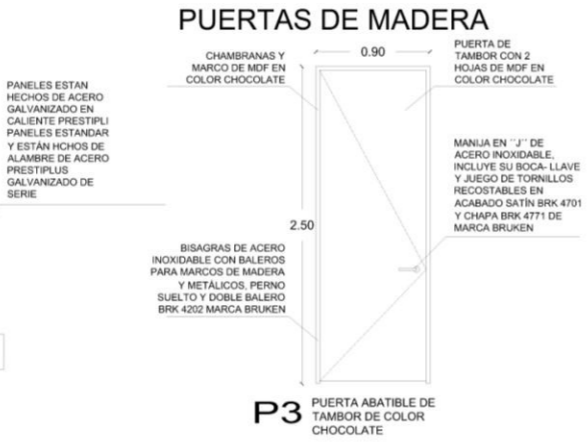 PUERTAS DE MADERA
PANELES ESTAN
HECHOS DE ACERO
GALVANIZADO EN
CALIENTE PRESTIPLI
PANELES ESTANDAR
Y ESTÁN HCHOS DE
ALAMBRE DE ACERO
PRESTIPLUS
GALVANIZADO DE
SERIE
CHAMBRANAS Y
MARCO DE MDF EN
COLOR CHOCOLATE
0.90
PUERTA DE
TAMBOR CON 2
HOJAS DE MDF EN
COLOR CHOCOLATE
MANIJA EN ¨J¨ DE
ACERO INOXIDABLE,
INCLUYE SU BOCA- LLAVE
Y JUEGO DE TORNILLOS
RECOSTABLES EN
ACABADO SATÍN BRK 4701
Y CHAPA BRK 4771 DE
MARCA BRUKEN
2.50
BISAGRAS DE ACERO
INOXIDABLE CON BALEROS
PARA MARCOS DE MADERA
Y METÁLICOS, PERNO
SUELTO Y DOBLE BALERO
BRK 4202 MARCA BRUKEN
P3
PUERTA ABATIBLE DE
TAMBOR DE COLOR
CHOCOLATE